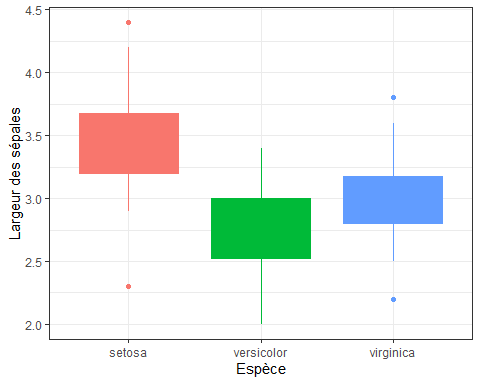 4.5
4.0
3.5
3.0
2.5
2.0
Largeur des sépales
setosa
versicolor
virginica
Espèce